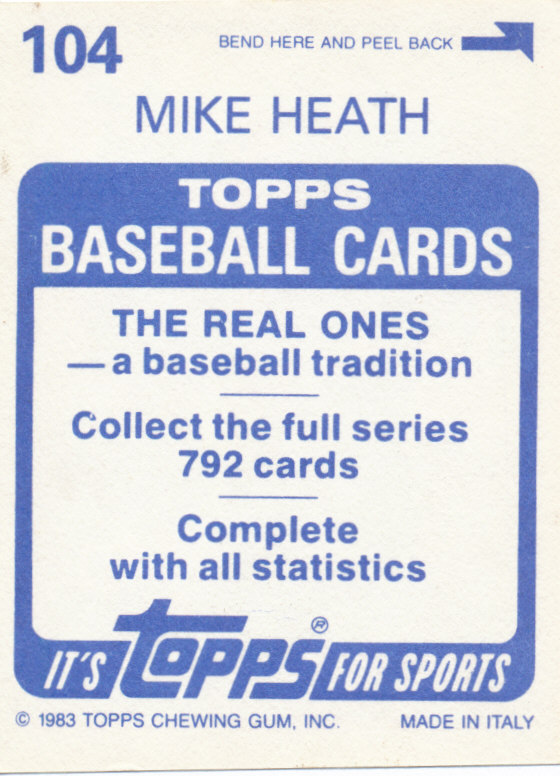 104
BEND HERE AND PEEL BACK
MIKE HEATH
TOPPS
BASEBALL CARDS
THE REAL ONES
— a baseball tradition
Collect the full series
792 cards
Complete
with all statistics
IT'S TOPPS® FOR SPORTS
© 1983 TOPPS CHEWING GUM, INC. MADE IN ITALY